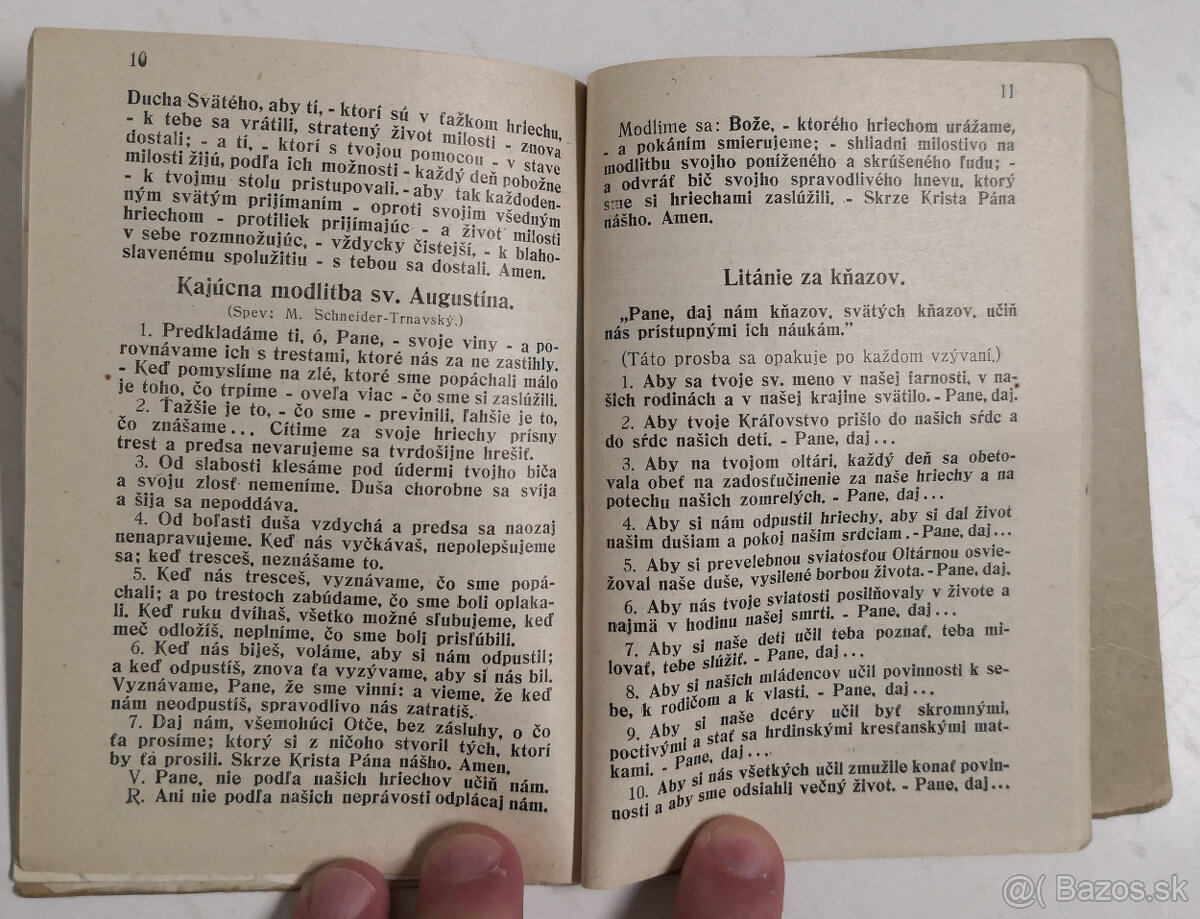 10
Ducha Svätého, aby tí, - ktorí sú v ťažkom hriechu,
- k tebe sa vrátili, stratený život milosti - znova
dostali; - a tí, - ktorí s tvojou pomocou - v stave
milosti žijú, podľa ich možnosti - každý deň pobožne
- k tvojmu stolu pristupovali. - aby tak každoden-
ným svätým prijímaním - oproti svojim všedným
hriechom - protiliek prijímajúc - a život milosti
v sebe rozmnožujúc, - vždycky čistejší, - k blaho-
slavenému spolužitiu - s tebou sa dostali. Amen.
Kajúcna modlitba sv. Augustína.
(Spev: M. Schneider-Trnavský.)
1. Predkladáme ti, ó, Pane, - svoje viny - a po-
rovnávame ich s trestami, ktoré nás za ne zastihly.
- Keď pomyslíme na zlé, ktoré sme popáchali málo
je toho, čo trpíme - oveľa viac - čo sme si zaslúžili.
2. Ťažšie je to, - čo sme - previnili, ľahšie je to,
čo znášame... Cítime za svoje hriechy prísny
trest a predsa nevarujeme sa tvrdošijne hrešiť.
3. Od slabosti klesáme pod údermi tvojho biča
a svoju zlosť nemeníme. Duša chorobne sa svíja
a šija sa nepoddáva.
4. Od boľasti duša vzdychá a predsa sa naozaj
nenapravujeme. Keď nás vyčkávaš, nepolepšujeme
sa; keď tresceš, neznášame to.
5. Keď nás tresceš, vyznávame, čo sme popá-
chali; a po trestoch zabúdame, čo sme boli oplaka-
li. Keď ruku dvíhaš, všetko možné sľubujeme, keď
meč odložíš, neplníme, čo sme boli prisľúbili.
6. Keď nás biješ, voláme, aby si nám odpustil;
a keď odpustíš, znova ťa vyzývame, aby si nás bil.
Vyznávame, Pane, že sme vinní: a vieme, že keď
nám neodpustíš, spravodlivo nás zatratíš.
7. Daj nám, všemohúci Otče, bez zásluhy, o čo
ťa prosíme; ktorý si z ničoho stvoril tých, ktorí
by ťa prosili. Skrze Krista Pána nášho. Amen.
V. Pane, nie podľa našich hriechov učiň nám.
R. Ani nie podľa našich neprávosti odplácaj nám.
11
Modlime sa: Bože, - ktorého hriechom urážame,
- a pokáním smierujeme; - shliadni milostivo na
modlitbu svojho poníženého a skrúšeného ľudu; -
a odvráť bič svojho spravodlivého hnevu, ktorý
sme si hriechami zaslúžili. - Skrze Krista Pána
nášho. Amen.
Litánie za kňazov.
„Pane, daj nám kňazov, svätých kňazov, učiň
nás prístupnými ich náukám."
(Táto prosba sa opakuje po každom vzývaní.)
1. Aby sa tvoje sv. meno v našej farnosti, v na-
šich rodinách a v našej krajine svätilo. - Pane, daj.
2. Aby tvoje Kráľovstvo prišlo do našich sŕdc a
do sŕdc našich detí. - Pane, daj...
3. Aby na tvojom oltári, každý deň sa obeto-
vala obeť na zadosťučinenie za naše hriechy a na
potechu našich zomrelých. - Pane, daj...
4. Aby si nám odpustil hriechy, aby si dal život
našim dušiam a pokoj našim srdciam. - Pane, daj...
5. Aby si prevelebnou sviatosťou Oltárnou osvie-
žoval naše duše, vysilené borbou života. - Pane, daj.
6. Aby nás tvoje sviatosti posilňovaly v živote a
najmä v hodinu našej smrti. - Pane, daj...
7. Aby si naše deti učil teba poznať, teba mi-
lovať, tebe slúžiť. - Pane, daj...
8. Aby si našich mládencov učil povinnosti k se-
be, k rodičom a k vlasti. - Pane, daj...
9. Aby si naše dcéry učil byť skromnými,
poctivými a stať sa hrdinskými kresťanskými mat-
kami. - Pane, daj...
10. Aby si nás všetkých učil zmužile konať povin-
nosti a aby sme odsiahli večný život. - Pane, daj...
@( Bazos.sk